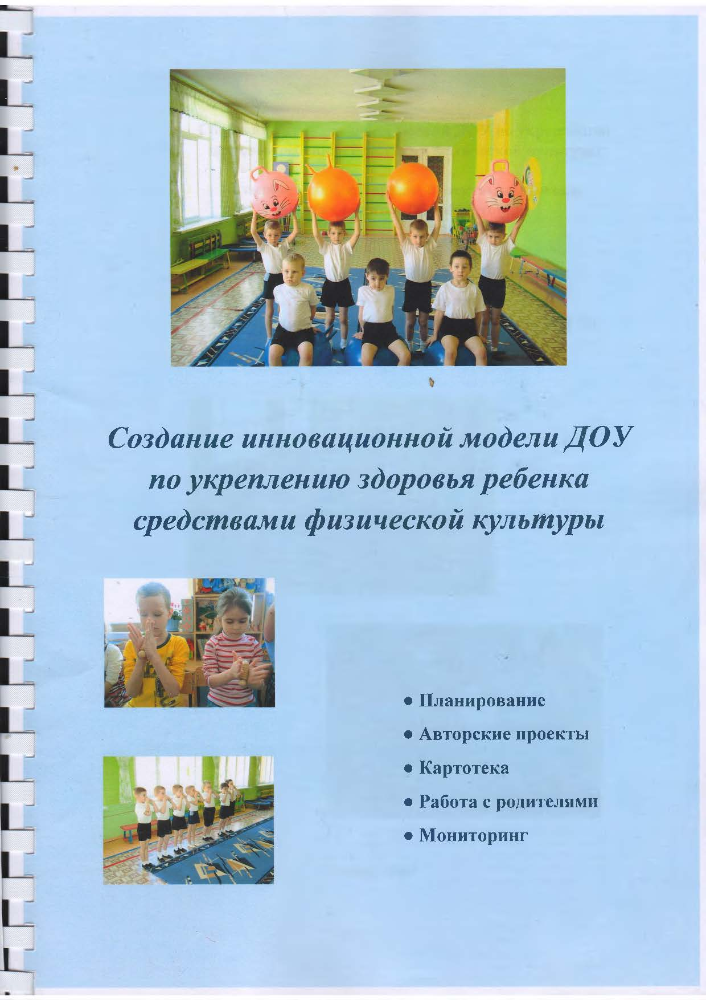 Создание инновационной модели ДОУ
по укреплению здоровья ребенка
средствами физической культуры
● Планирование
● Авторские проекты
● Картотека
● Работа с родителями
● Мониторинг